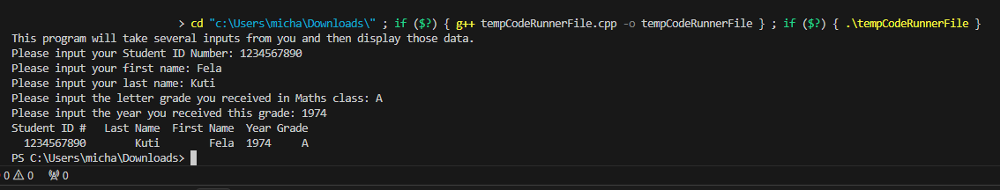 > cd "c:\Users\micha\Downloads\" ; if ($?) { g++ tempCodeRunnerFile.cpp -o tempCodeRunnerFile } ; if ($?) { .\tempCodeRunnerFile }
This program will take several inputs from you and then display those data.
Please input your Student ID Number: 1234567890
Please input your first name: Fela
Please input your last name: Kuti
Please input the letter grade you received in Maths class: A
Please input the year you received this grade: 1974
Student ID #   Last Name  First Name  Year Grade
  1234567890        Kuti        Fela  1974     A
PS C:\Users\micha\Downloads>
0 0 0